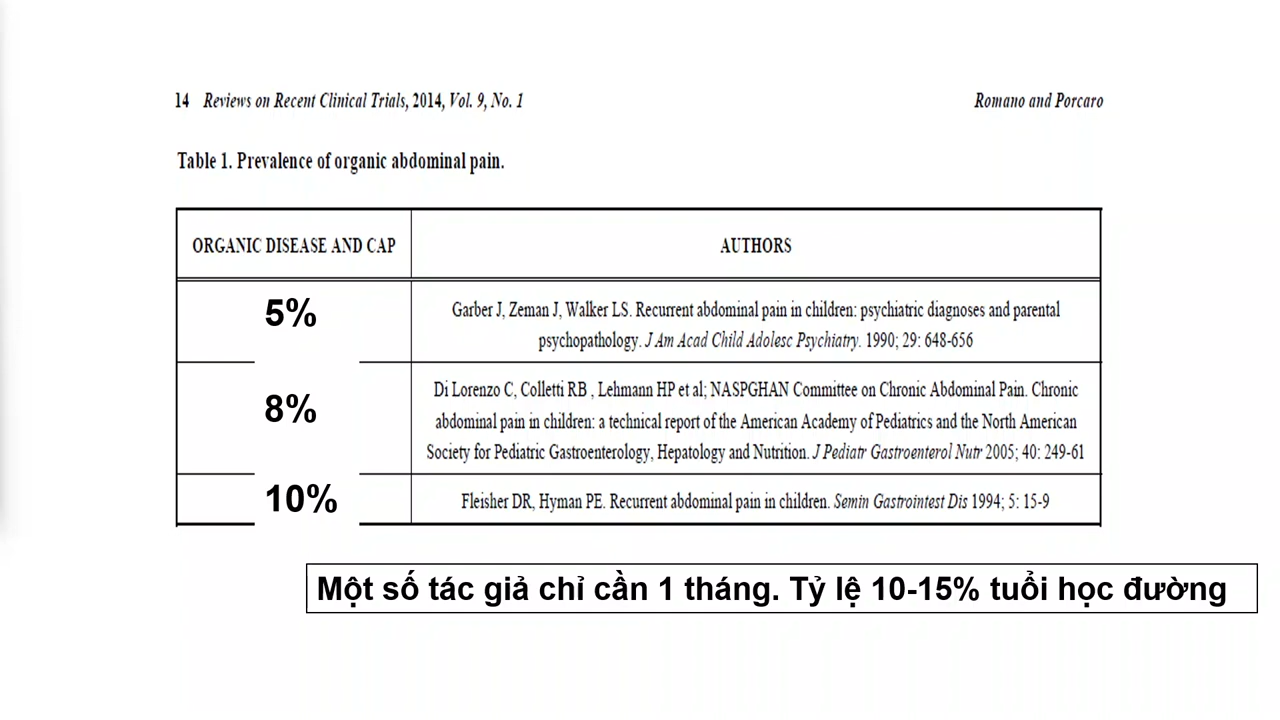 14 Reviews on Recent Clinical Trials, 2014, Vol. 9, No. 1
Romano and Porcaro
Table 1. Prevalence of organic abdominal pain.
ORGANIC DISEASE AND CAP
AUTHORS
5%
Garber J, Zeman J, Walker LS. Recurrent abdominal pain in children: psychiatric diagnoses and parental
psychopathology. J Am Acad Child Adolesc Psychiatry. 1990; 29: 648-656
8%
Di Lorenzo C, Colletti RB , Lehmann HP et al; NASPGHAN Committee on Chronic Abdominal Pain. Chronic
abdominal pain in children: a technical report of the American Academy of Pediatrics and the North American
Society for Pediatric Gastroenterology, Hepatology and Nutrition. J Pediatr Gastroenterol Nutr 2005; 40: 249-61
10%
Fleisher DR, Hyman PE. Recurrent abdominal pain in children. Semin Gastrointest Dis 1994; 5: 15-9
Một số tác giả chỉ cần 1 tháng. Tỷ lệ 10-15% tuổi học đường